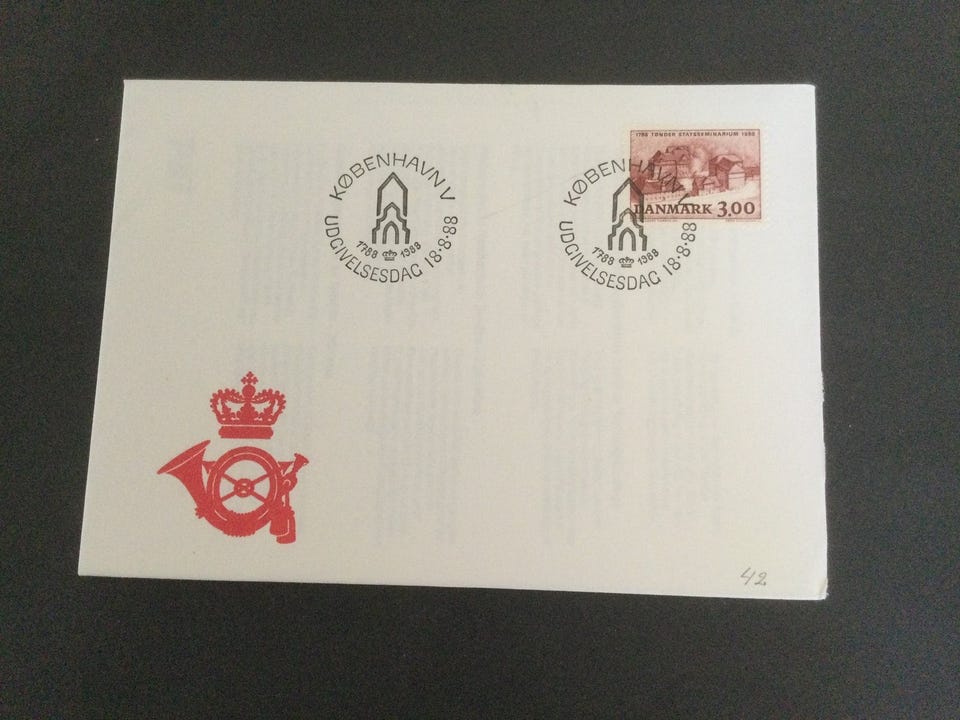 KØBENHAVN V
1788 1988
UDGIVELSESDAG 18·8·88
KØBENHAVN V
1788 1988
UDGIVELSESDAG 18·8·88
1788 TØNDER STATSSEMINARIUM 1988
DANMARK 3.00
42